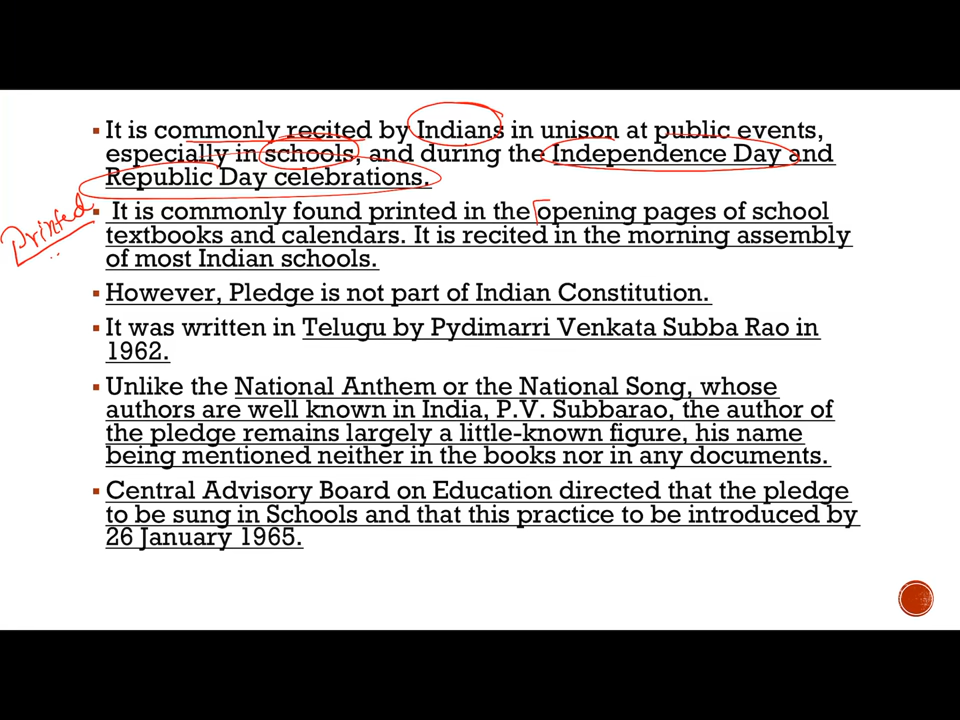 ▪ It is commonly recited by Indians in unison at public events,
especially in schools, and during the Independence Day and
Republic Day celebrations.
Printed
▪ It is commonly found printed in the opening pages of school
textbooks and calendars. It is recited in the morning assembly
of most Indian schools.
▪ However, Pledge is not part of Indian Constitution.
▪ It was written in Telugu by Pydimarri Venkata Subba Rao in
1962.
▪ Unlike the National Anthem or the National Song, whose
authors are well known in India, P.V. Subbarao, the author of
the pledge remains largely a little-known figure, his name
being mentioned neither in the books nor in any documents.
▪ Central Advisory Board on Education directed that the pledge
to be sung in Schools and that this practice to be introduced by
26 January 1965.